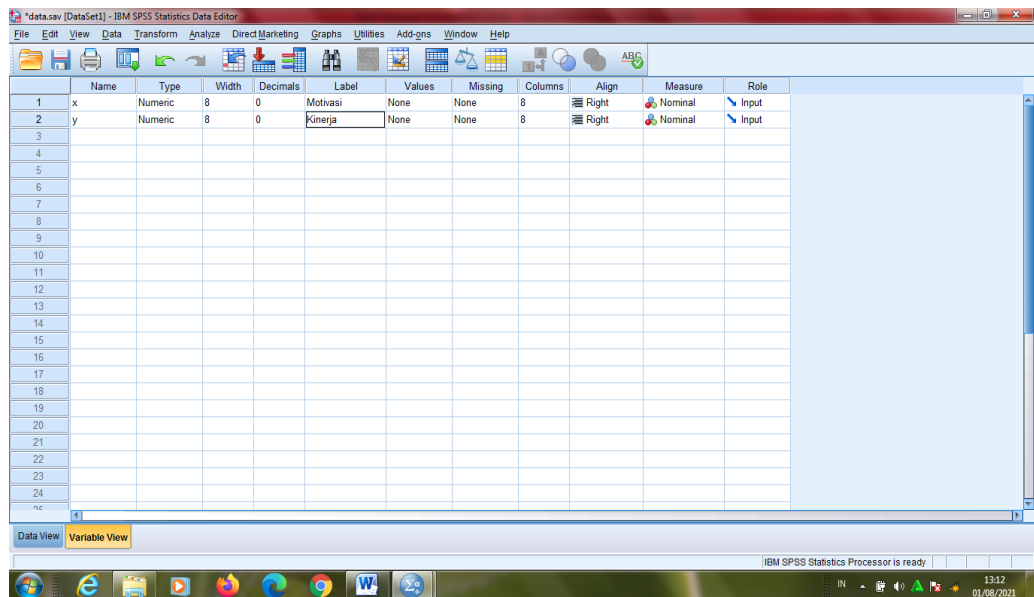 *data.sav [DataSet1] - IBM SPSS Statistics Data Editor
File Edit View Data Transform Analyze Direct Marketing Graphs Utilities Add-ons Window Help
Name Type Width Decimals Label Values Missing Columns Align Measure Role
1 x Numeric 8 0 Motivasi None None 8 Right Nominal Input
2 y Numeric 8 0 Kinerja None None 8 Right Nominal Input
3
4
5
6
7
8
9
10
11
12
13
14
15
16
17
18
19
20
21
22
23
24
Data View Variable View
IBM SPSS Statistics Processor is ready
IN 13:12
01/08/2021